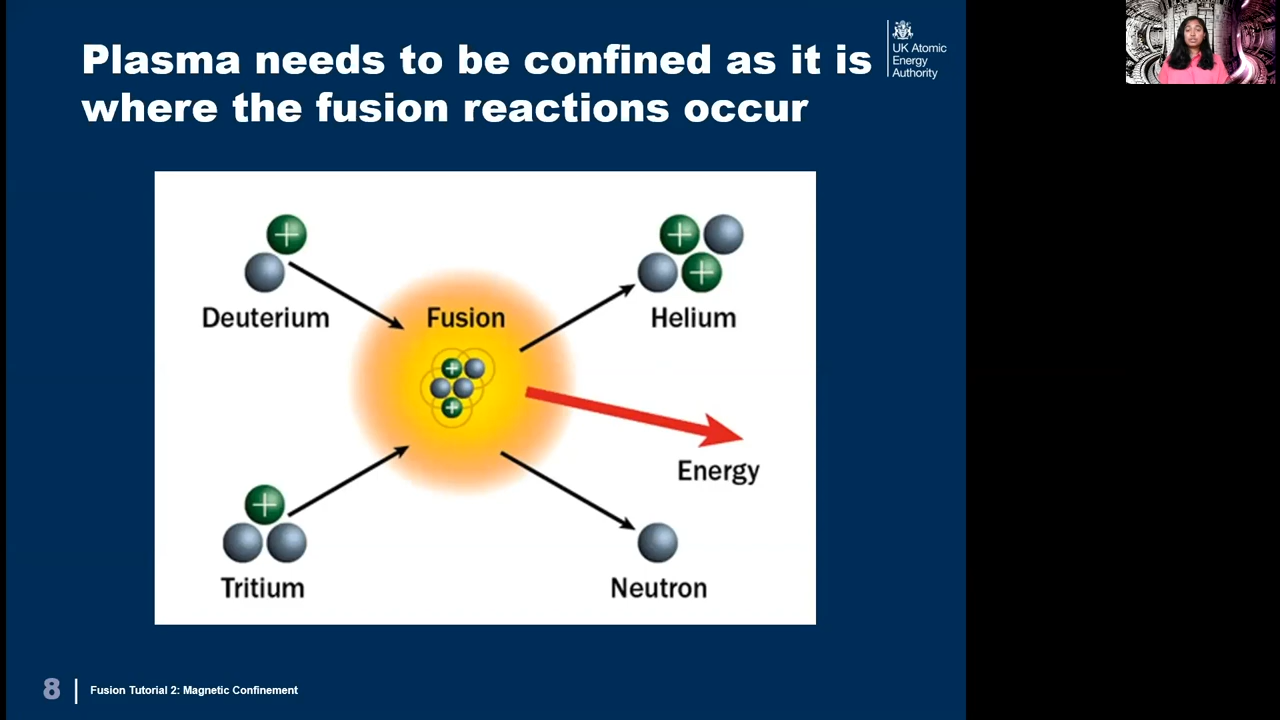 Plasma needs to be confined as it is
where the fusion reactions occur
UK Atomic
Energy
Authority
Deuterium
Fusion
Helium
Energy
Tritium
Neutron
8
Fusion Tutorial 2: Magnetic Confinement